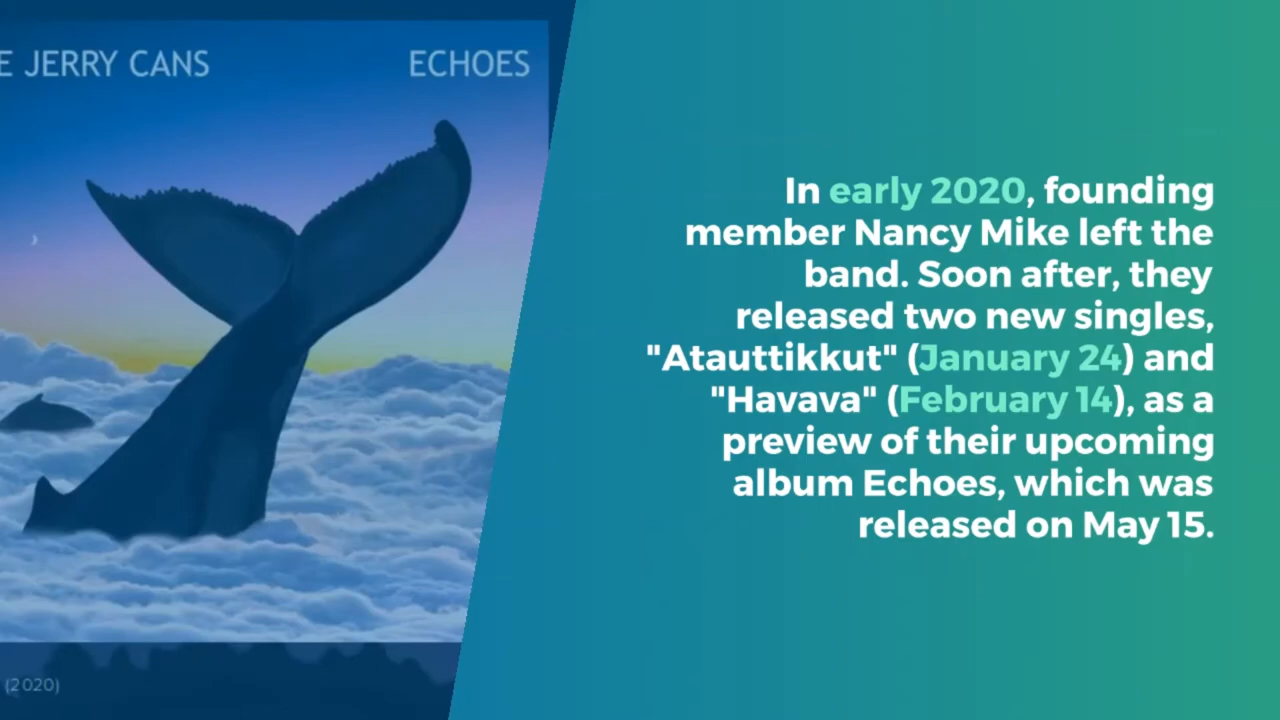 E JERRY CANS
ECHOES
In early 2020, founding
member Nancy Mike left the
band. Soon after, they
released two new singles,
"Atauttikkut" (January 24) and
"Havava" (February 14), as a
preview of their upcoming
album Echoes, which was
released on May 15.
(2020)